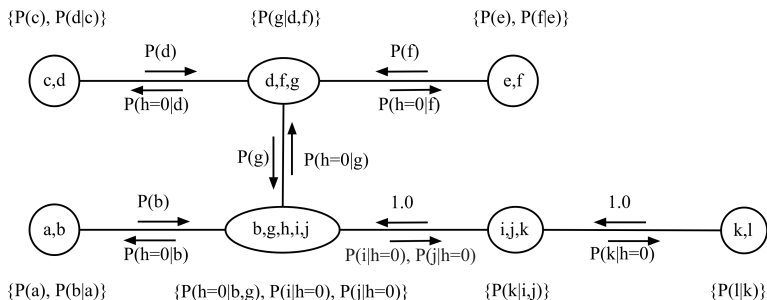 {P(c), P(d|c)} {P(g|d,f)} {P(e), P(f|e)}
P(d) P(f)
c,d d,f,g e,f
P(h=0|d) P(h=0|f)
P(g) P(h=0|g)
P(b) 1.0 1.0
a,b b,g,h,i,j i,j,k k,l
P(h=0|b) P(i|h=0), P(j|h=0) P(k|h=0)
{P(a), P(b|a)} {P(h=0|b,g), P(i|h=0), P(j|h=0)} {P(k|i,j)} {P(l|k)}